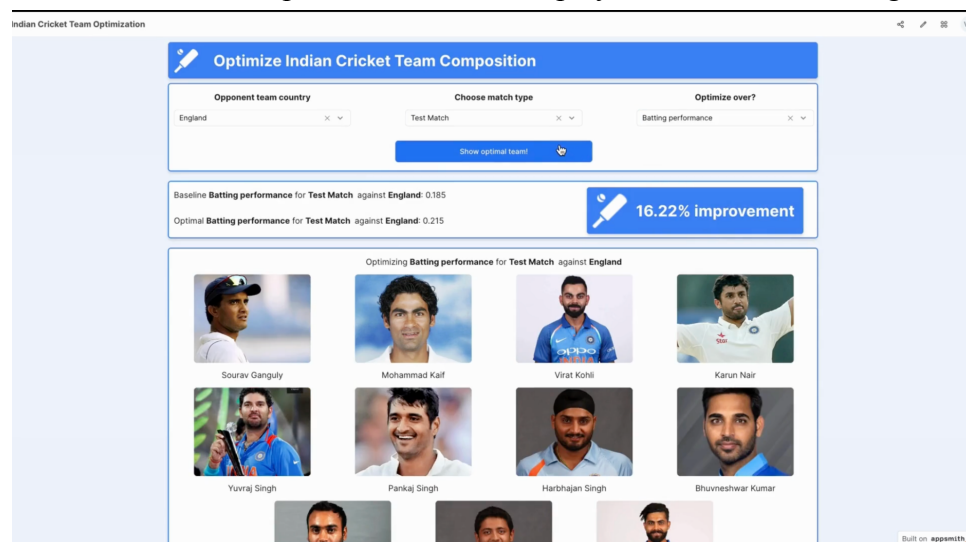 Indian Cricket Team Optimization
Optimize Indian Cricket Team Composition
Opponent team country
Choose match type
Optimize over?
England
Test Match
Batting performance
Show optimal team!
Baseline Batting performance for Test Match against England: 0.185
Optimal Batting performance for Test Match against England: 0.215
16.22% improvement
Optimizing Batting performance for Test Match against England
oppo
Star
INDIA
Sourav Ganguly
Mohammad Kaif
Virat Kohli
Karun Nair
Yuvraj Singh
Pankaj Singh
Harbhajan Singh
Bhuvneshwar Kumar
Built on appsmith